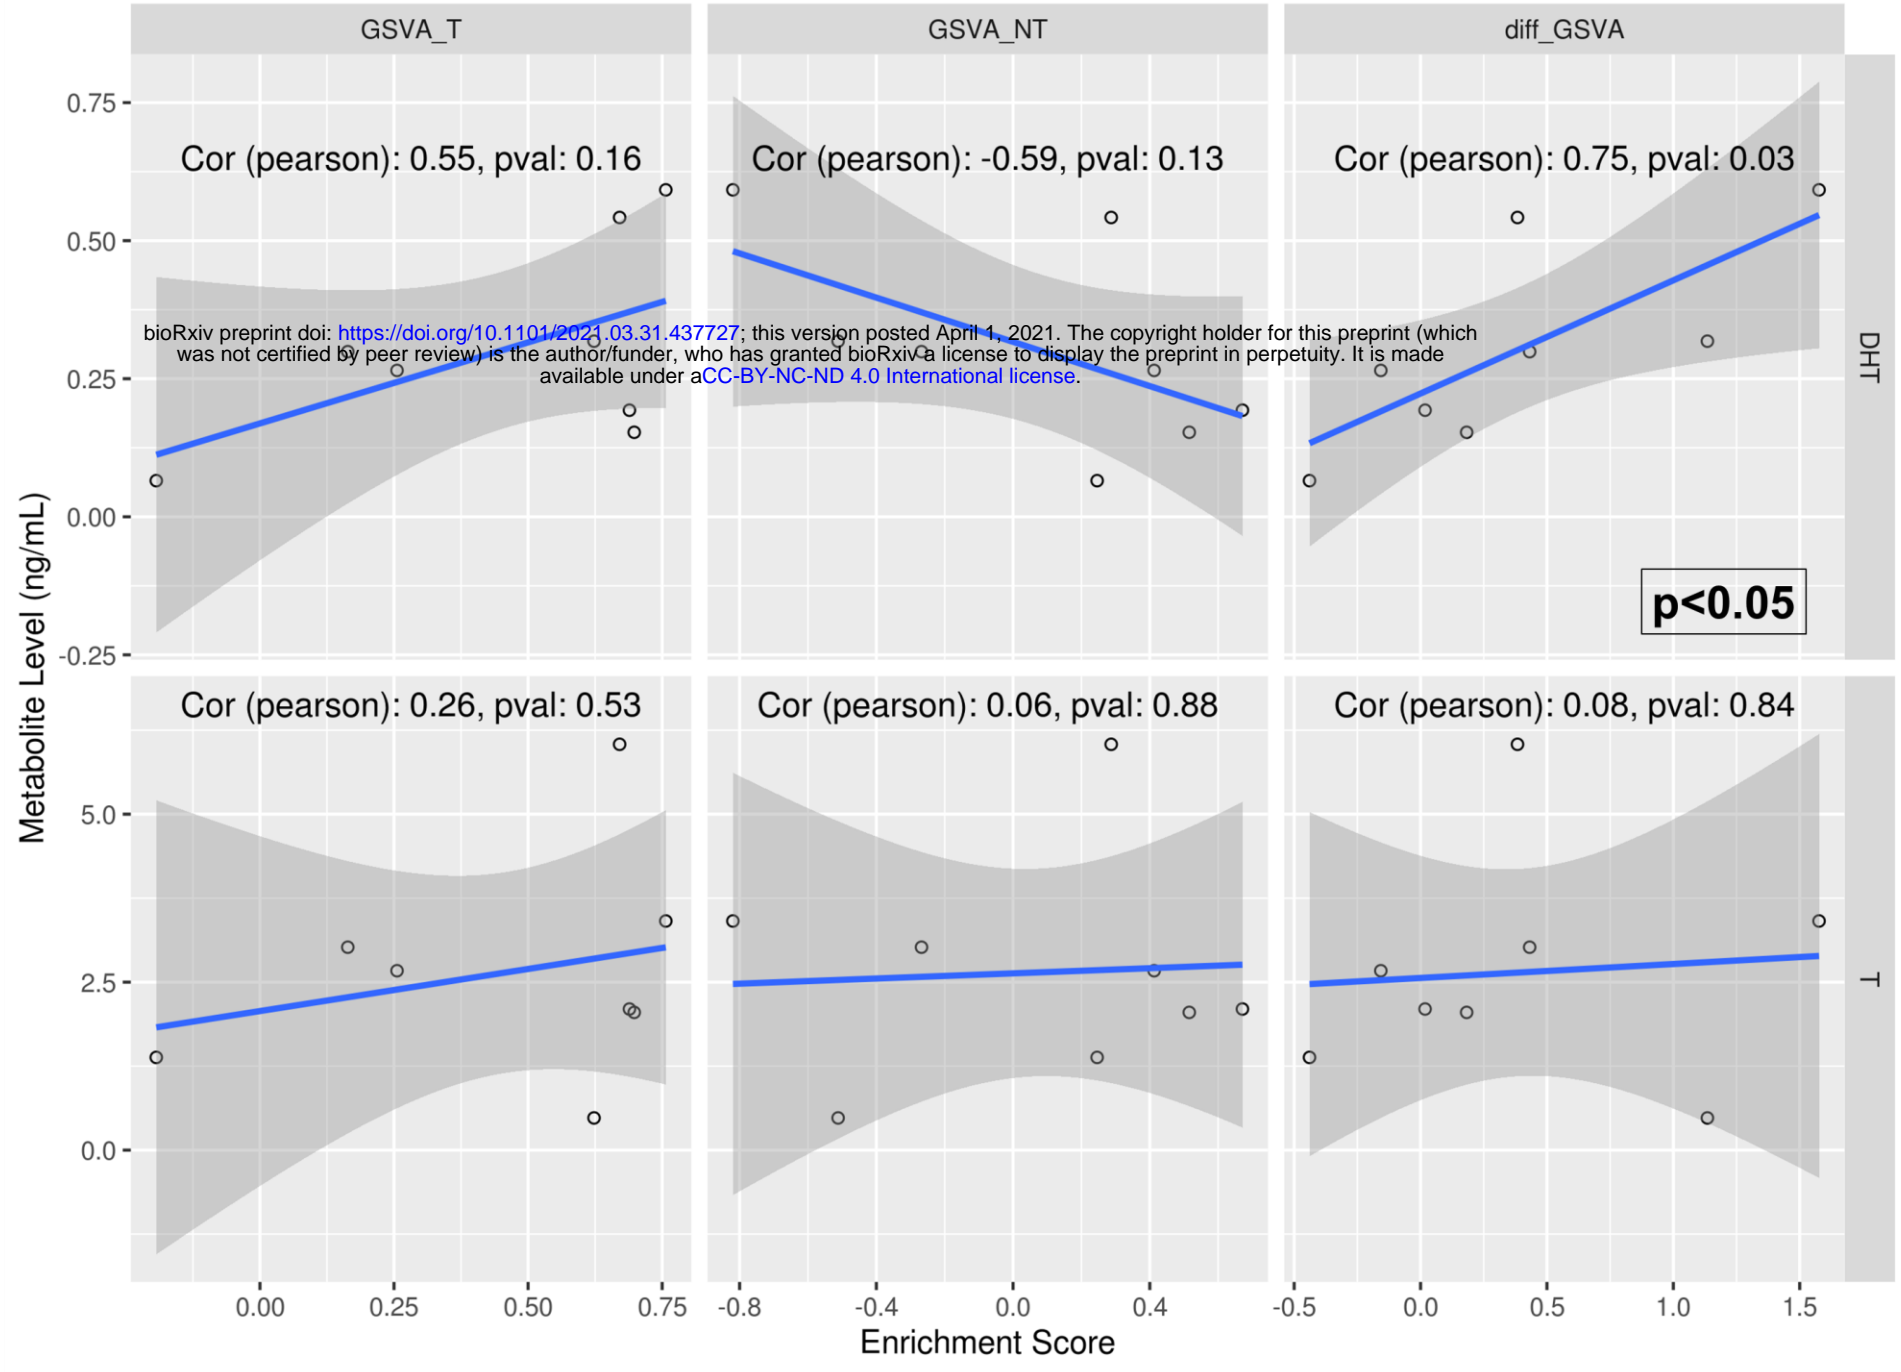 GSVA_T
GSVA_NT
diff_GSVA
Cor (pearson): 0.55, pval: 0.16
Cor (pearson): -0.59, pval: 0.13
Cor (pearson): 0.75, pval: 0.03
0.75
0.50
0.25
0.00
-0.25
bioRxiv preprint doi: https://doi.org/10.1101/2021.03.31.437727; this version posted April 1, 2021. The copyright holder for this preprint (which
was not certified by peer review) is the author/funder, who has granted bioRxiv a license to display the preprint in perpetuity. It is made
available under aCC-BY-NC-ND 4.0 International license.
p<0.05
DHT
Metabolite Level (ng/mL)
Cor (pearson): 0.26, pval: 0.53
Cor (pearson): 0.06, pval: 0.88
Cor (pearson): 0.08, pval: 0.84
5.0
2.5
0.0
T
0.00 0.25 0.50 0.75
-0.8 -0.4 0.0 0.4
-0.5 0.0 0.5 1.0 1.5
Enrichment Score